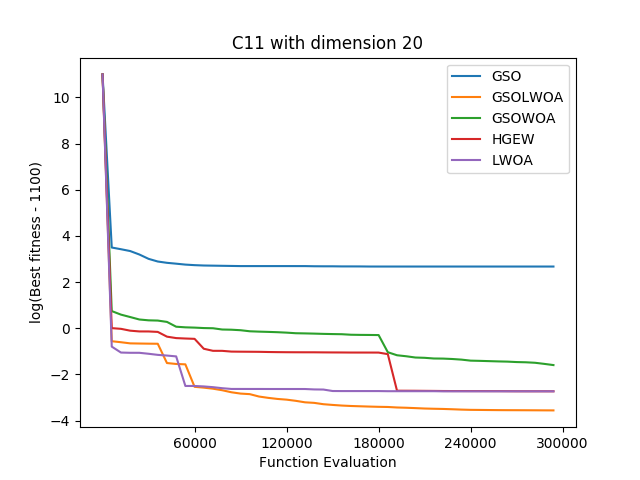 C11 with dimension 20
log(Best fitness - 1100)
10
8
6
4
2
0
−2
−4
GSO
GSOLWOA
GSOWOA
HGEW
LWOA
60000 120000 180000 240000 300000
Function Evaluation